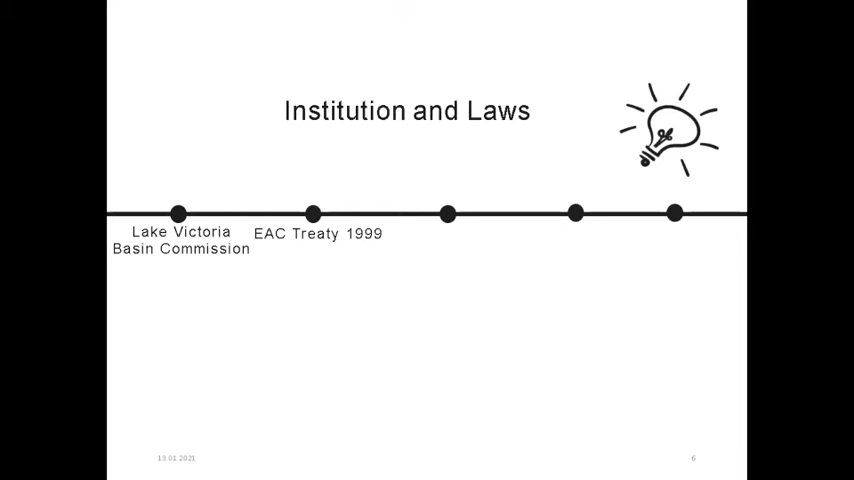 Institution and Laws
Lake Victoria
Basin Commission
EAC Treaty 1999
13.01.2021
6